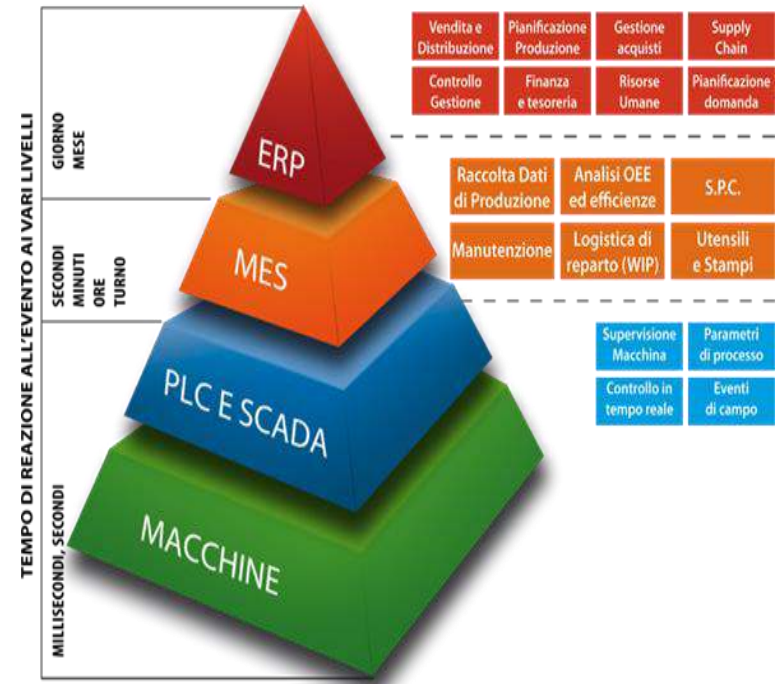 TEMPO DI REAZIONE ALL'EVENTO AI VARI LIVELLI
GIORNO
MESE
SECONDI
MINUTI
ORE
TURNO
MILLISECONDI, SECONDI
ERP
MES
PLC E SCADA
MACCHINE
Vendita e
Distribuzione
Pianificazione
Produzione
Gestione
acquisti
Supply
Chain
Controllo
Gestione
Finanza
e tesoreria
Risorse
Umane
Pianificazione
domanda
Raccolta Dati
di Produzione
Analisi OEE
ed efficienze
S.P.C.
Manutenzione
Logistica di
reparto (WIP)
Utensili
e Stampi
Supervisione
Macchina
Parametri
di processo
Controllo in
tempo reale
Eventi
di campo